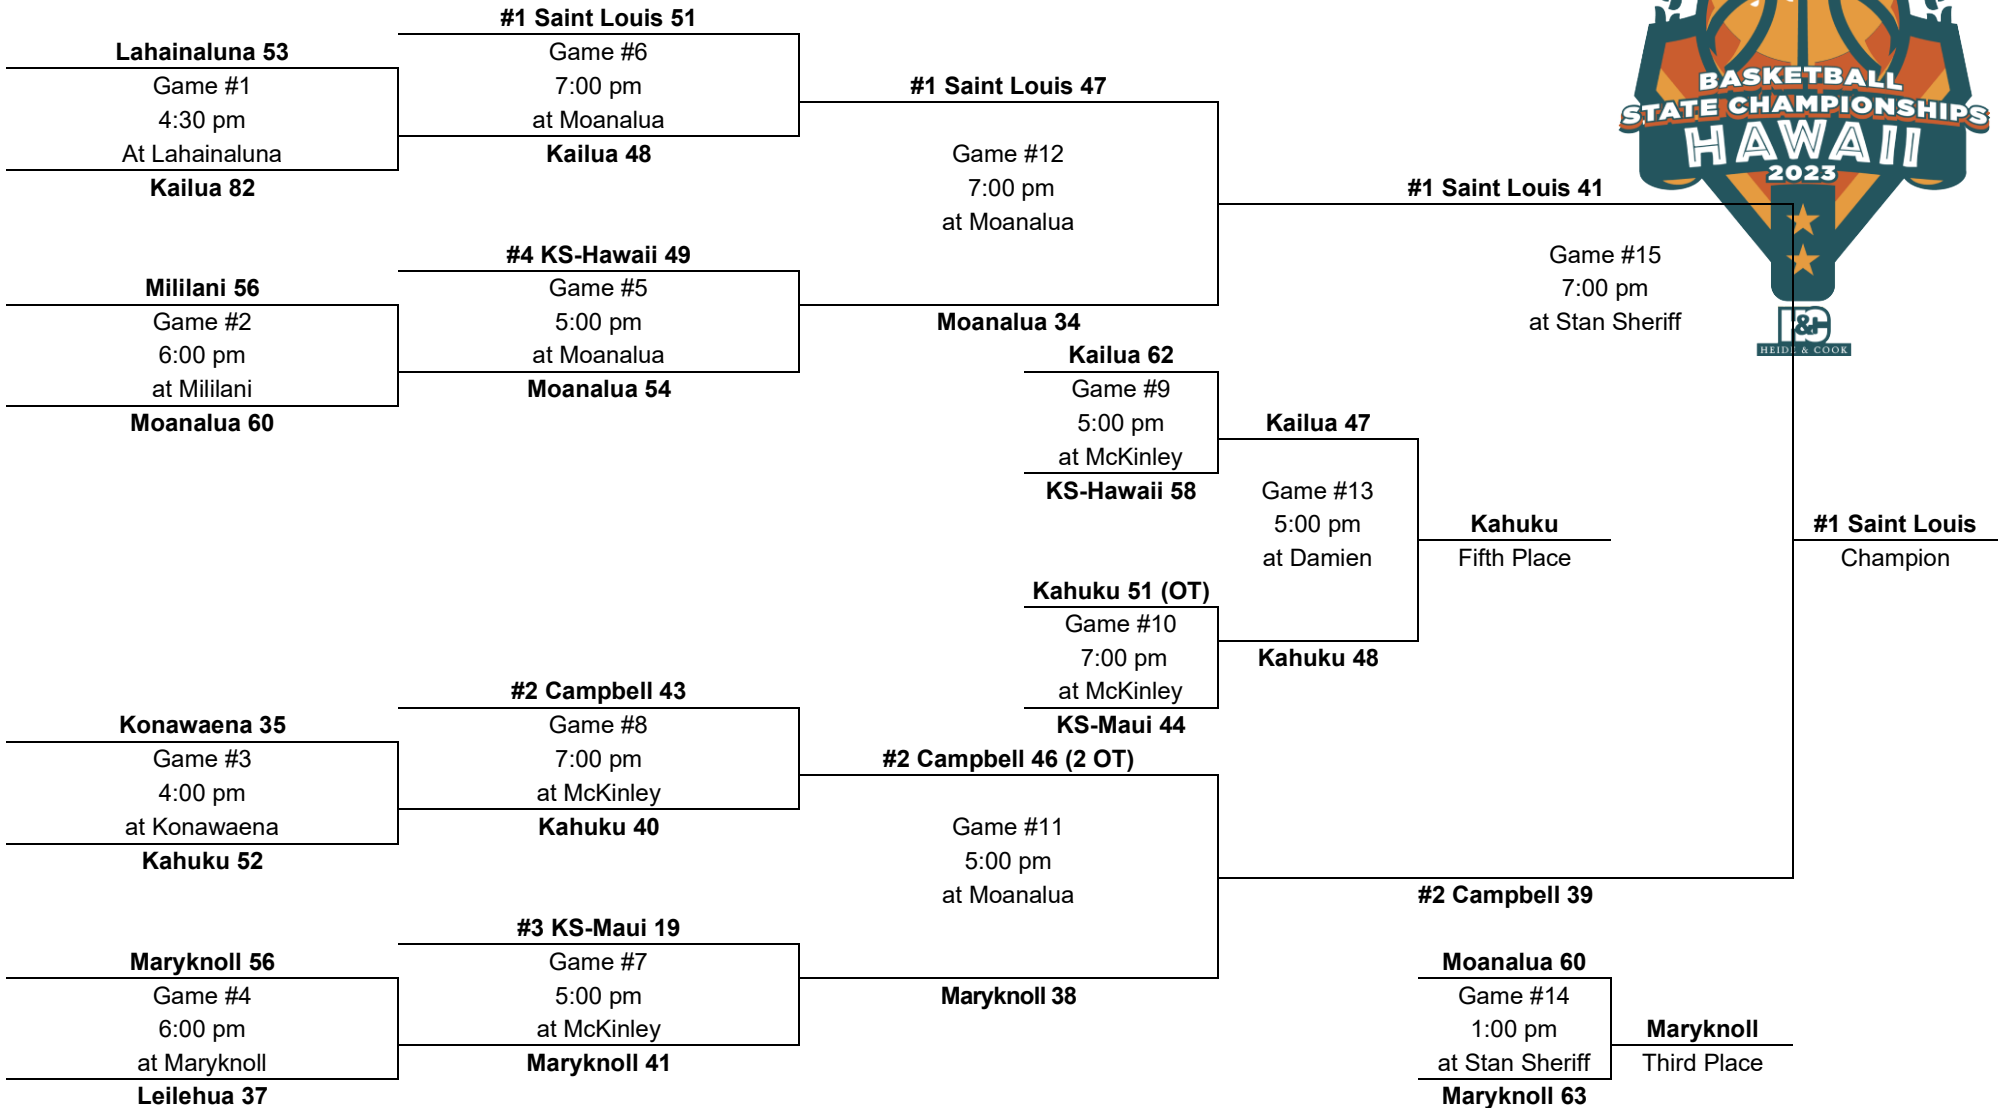 #1 Saint Louis 51
Lahainaluna 53
Game #1
4:30 pm
At Lahainaluna
Kailua 82
Game #6
7:00 pm
at Moanalua
Kailua 48
#1 Saint Louis 47
Game #12
7:00 pm
at Moanalua
Moanalua 34
#4 KS-Hawaii 49
Mililani 56
Game #2
6:00 pm
at Mililani
Moanalua 60
Game #5
5:00 pm
at Moanalua
Moanalua 54
BASKETBALL
STATE CHAMPIONSHIPS
HAWAII
2023
H&C
HEIDE & COOK
#1 Saint Louis 41
Game #15
7:00 pm
at Stan Sheriff
Kailua 62
Game #9
5:00 pm
at McKinley
KS-Hawaii 58
Kailua 47
Game #13
5:00 pm
at Damien
Kahuku 48
Kahuku
Fifth Place
#1 Saint Louis
Champion
Kahuku 51 (OT)
Game #10
7:00 pm
at McKinley
KS-Maui 44
#2 Campbell 43
Konawaena 35
Game #3
4:00 pm
at Konawaena
Kahuku 52
Game #8
7:00 pm
at McKinley
Kahuku 40
#2 Campbell 46 (2 OT)
Game #11
5:00 pm
at Moanalua
Maryknoll 38
#2 Campbell 39
#3 KS-Maui 19
Maryknoll 56
Game #4
6:00 pm
at Maryknoll
Leilehua 37
Game #7
5:00 pm
at McKinley
Maryknoll 41
Moanalua 60
Game #14
1:00 pm
at Stan Sheriff
Maryknoll 63
Maryknoll
Third Place